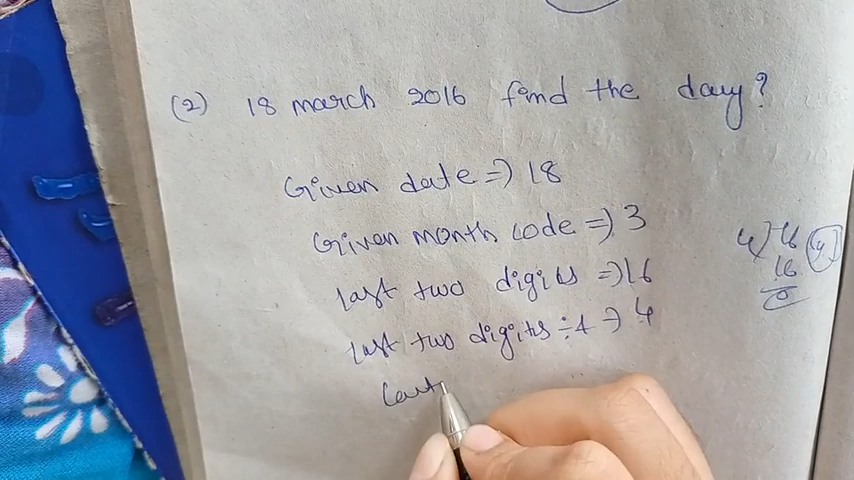 (2) 18 march 2016 find the day?
Given date => 18
Given month code => 3
last two digits => 16
4) 16 (4
16
0
last two digits ÷ 4 => 4